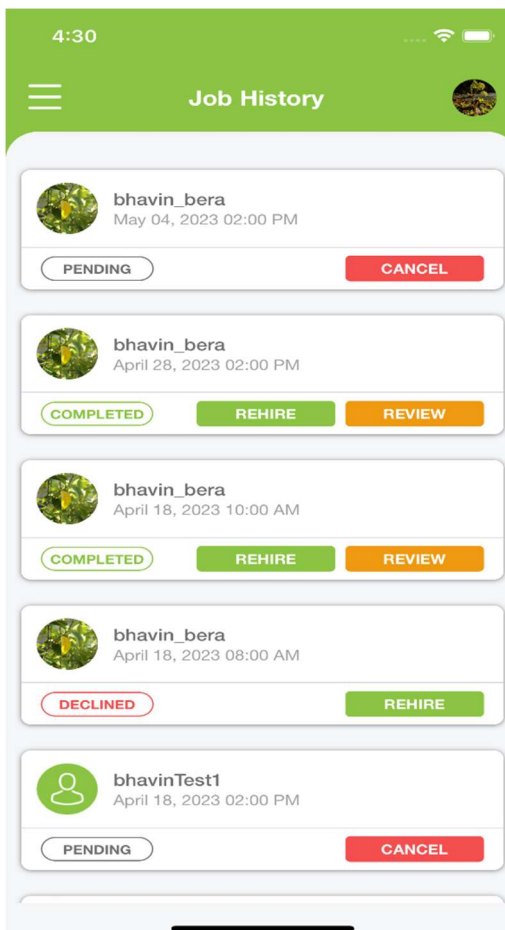 4:30
Job History
bhavin_bera
May 04, 2023 02:00 PM
PENDING CANCEL
bhavin_bera
April 28, 2023 02:00 PM
COMPLETED REHIRE REVIEW
bhavin_bera
April 18, 2023 10:00 AM
COMPLETED REHIRE REVIEW
bhavin_bera
April 18, 2023 08:00 AM
DECLINED REHIRE
bhavinTest1
April 18, 2023 02:00 PM
PENDING CANCEL